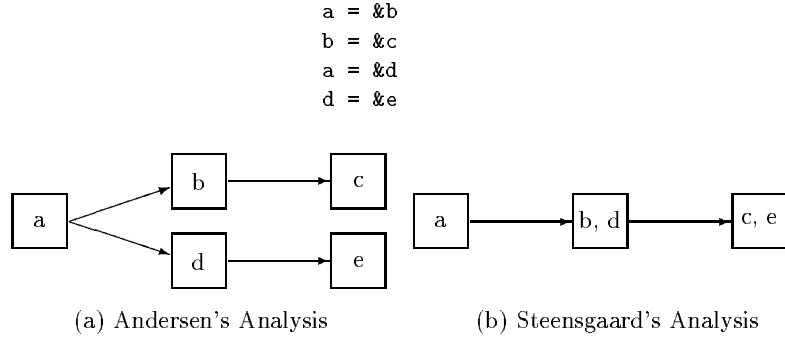 a = &b
b = &c
a = &d
d = &e
a
b
c
d
e
(a) Andersen's Analysis
a
b, d
c, e
(b) Steensgaard's Analysis